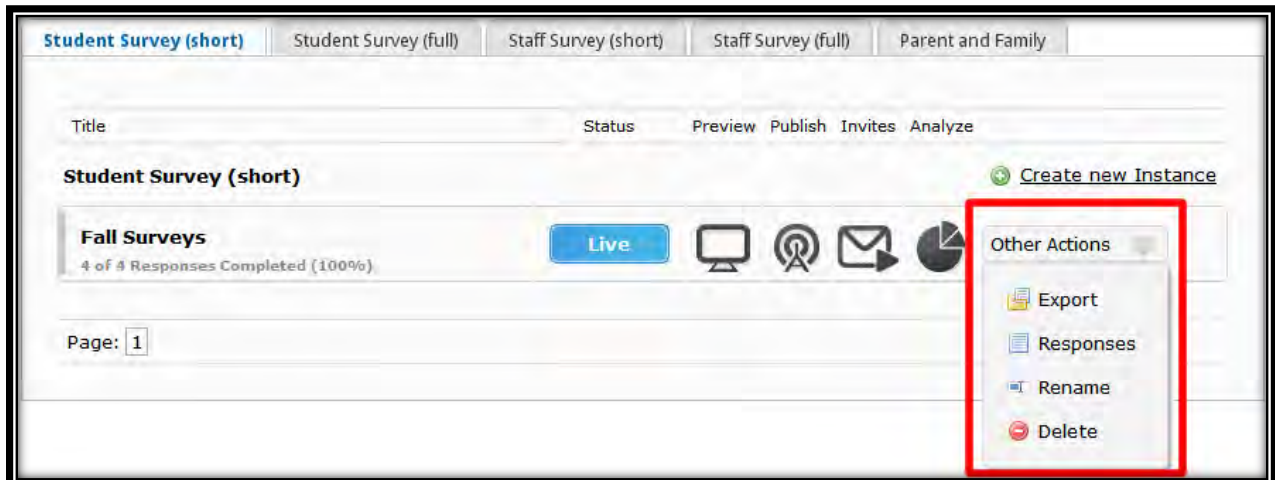 Student Survey (short) Student Survey (full) Staff Survey (short) Staff Survey (full) Parent and Family
Title Status Preview Publish Invites Analyze
Student Survey (short) Create new Instance
Fall Surveys Live Other Actions
4 of 4 Responses Completed (100%)
Export
Page: 1
Responses
Rename
Delete